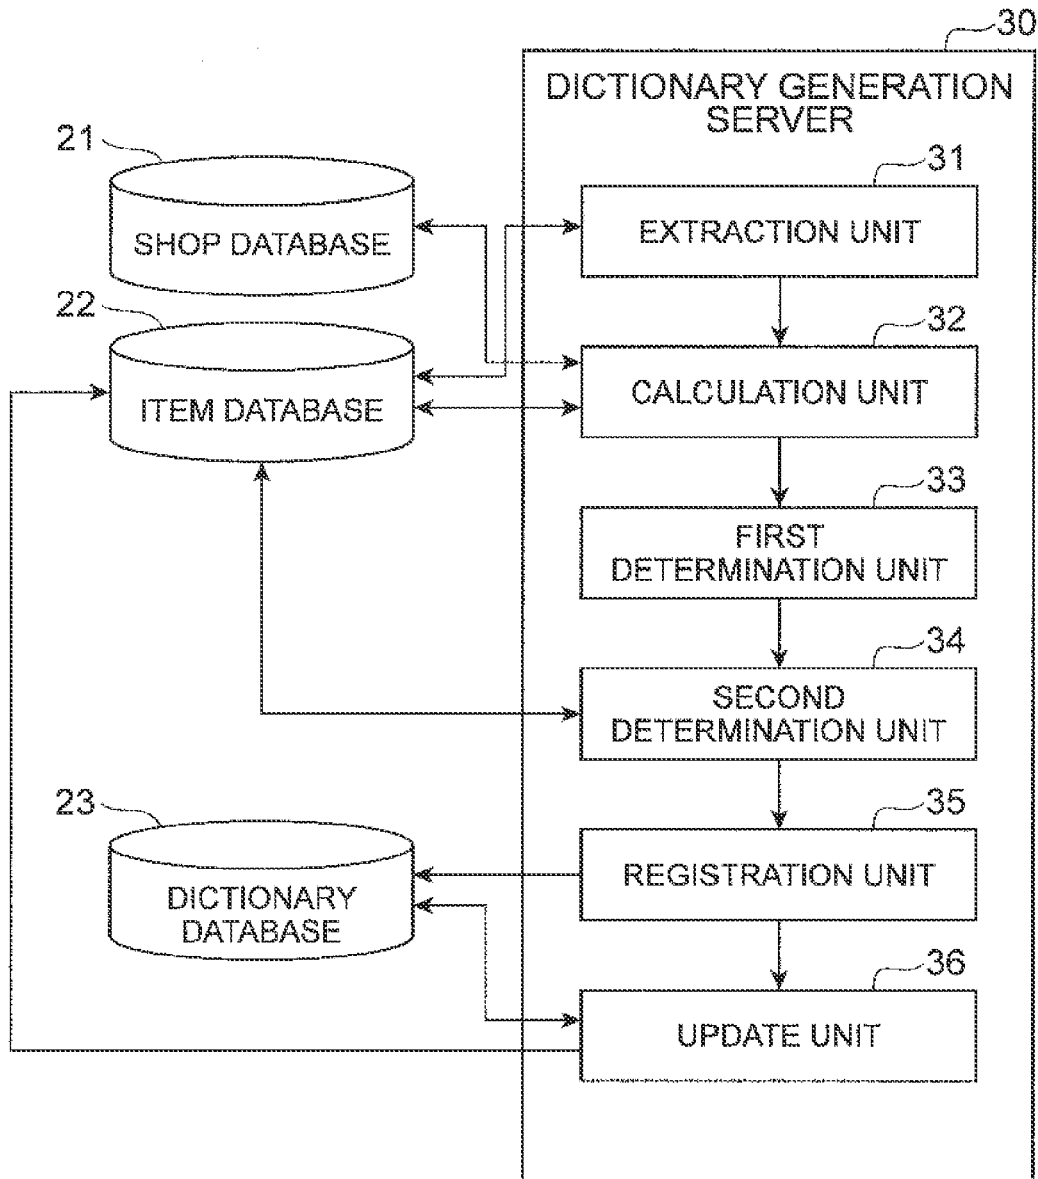 30
DICTIONARY GENERATION
SERVER
21
SHOP DATABASE
31
EXTRACTION UNIT
22
ITEM DATABASE
32
CALCULATION UNIT
33
FIRST
DETERMINATION UNIT
34
SECOND
DETERMINATION UNIT
23
DICTIONARY
DATABASE
35
REGISTRATION UNIT
36
UPDATE UNIT